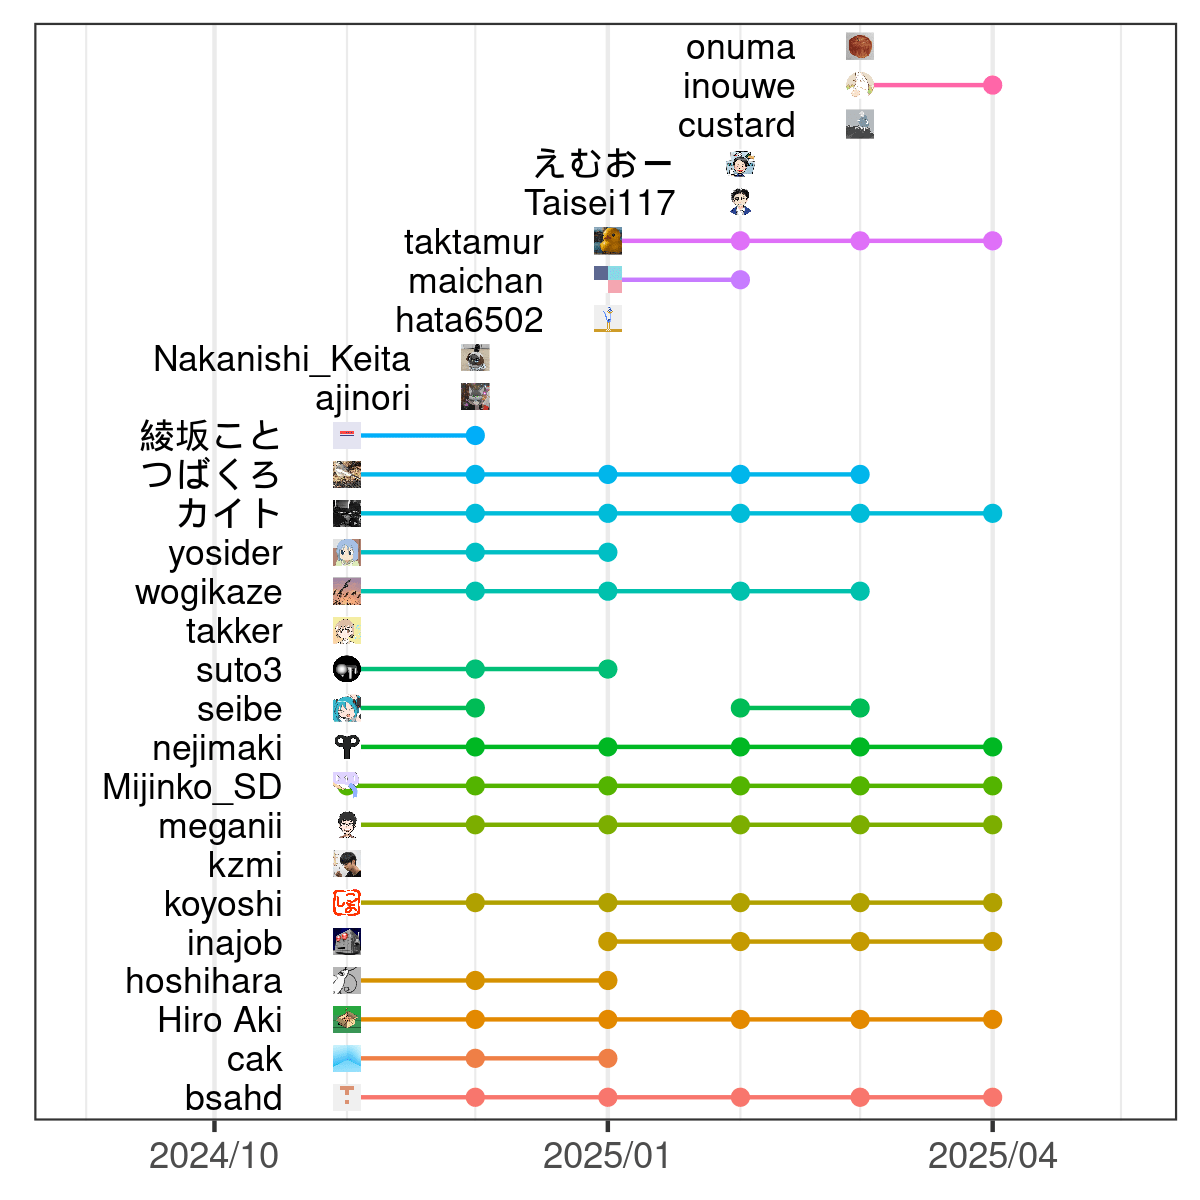 onuma
inouwe
custard
えむおー
Taisei117
taktamur
maichan
hata6502
Nakanishi_Keita
ajinori
綾坂こと
つばくろ
カイト
yosider
wogikaze
takker
suto3
seibe
nejimaki
Mijinko_SD
meganii
kzmi
koyoshi
inajob
hoshihara
Hiro Aki
cak
bsahd
2024/10 2025/01 2025/04